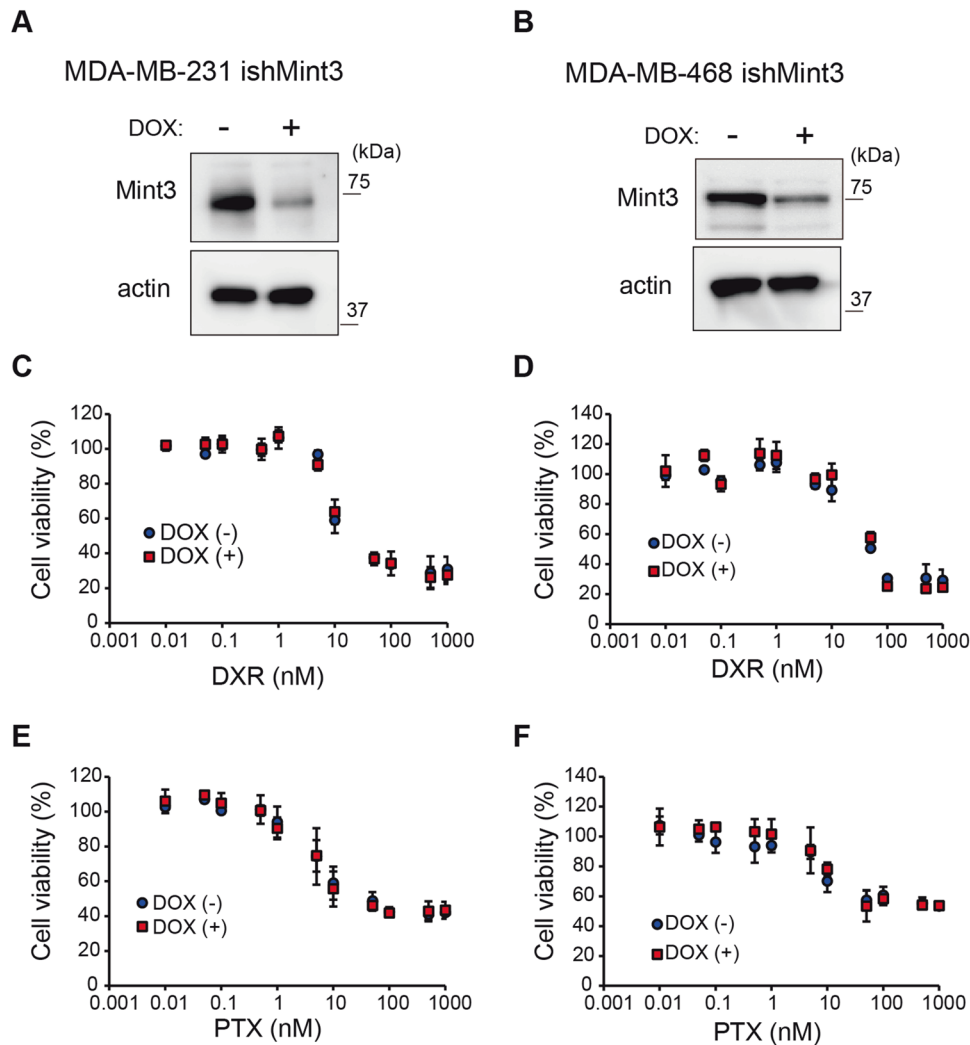 A
B
MDA-MB-231 ishMint3
MDA-MB-468 ishMint3
DOX: - +
(kDa)
Mint3
75
actin
37
DOX: - +
(kDa)
Mint3
75
actin
37
C
D
Cell viability (%)
120
100
80
60
40
20
0
DOX (-)
DOX (+)
0.001 0.01 0.1 1 10 100 1000
DXR (nM)
Cell viability (%)
140
120
100
80
60
40
20
0
DOX (-)
DOX (+)
0.001 0.01 0.1 1 10 100 1000
DXR (nM)
E
F
Cell viability (%)
120
100
80
60
40
20
0
DOX (-)
DOX (+)
0.001 0.01 0.1 1 10 100 1000
PTX (nM)
Cell viability (%)
140
120
100
80
60
40
20
0
DOX (-)
DOX (+)
0.001 0.01 0.1 1 10 100 1000
PTX (nM)